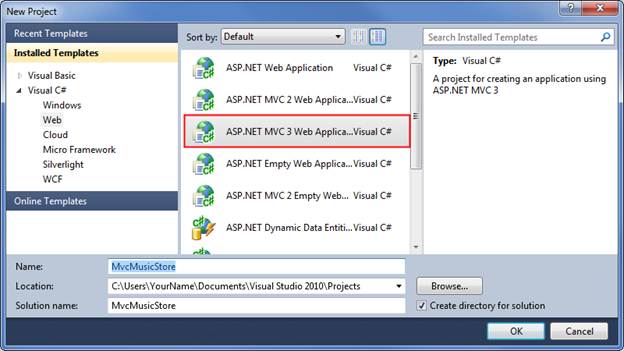 New Project
Recent Templates
Installed Templates
Visual Basic
Visual C#
Windows
Web
Cloud
Micro Framework
Silverlight
WCF
Online Templates
Sort by: Default
ASP.NET Web Application Visual C#
ASP.NET MVC 2 Web Applica... Visual C#
ASP.NET MVC 3 Web Applica... Visual C#
ASP.NET Empty Web Applica... Visual C#
ASP.NET MVC 2 Empty Web... Visual C#
ASP.NET Dynamic Data Entiti... Visual C#
Search Installed Templates
Type: Visual C#
A project for creating an application using
ASP.NET MVC 3
Name: MvcMusicStore
Location: C:\Users\YourName\Documents\Visual Studio 2010\Projects Browse...
Solution name: MvcMusicStore Create directory for solution
OK Cancel